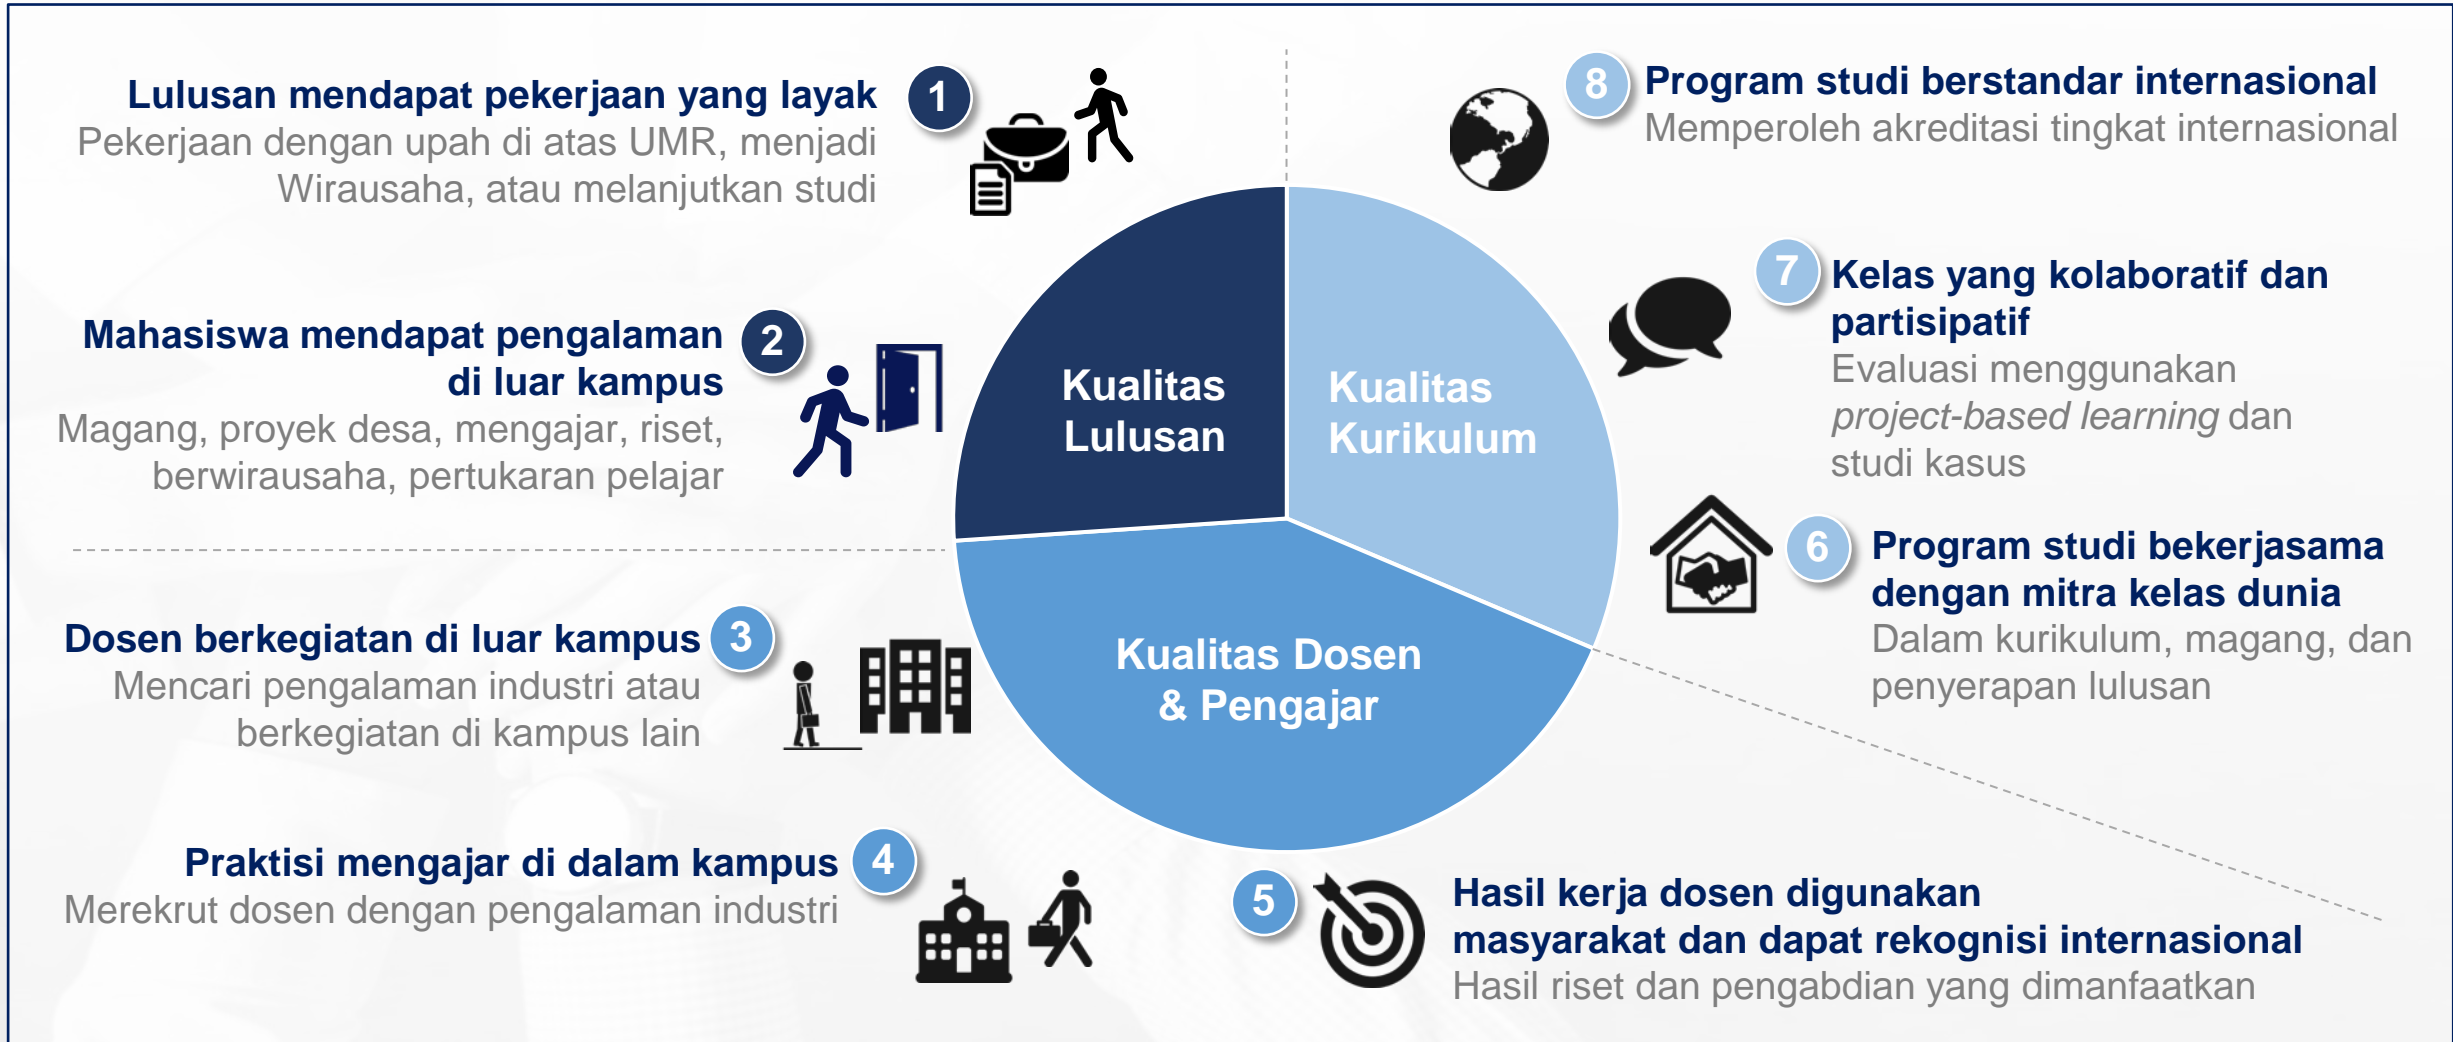 1
Lulusan mendapat pekerjaan yang layak
Pekerjaan dengan upah di atas UMR, menjadi
Wirausaha, atau melanjutkan studi
2
Mahasiswa mendapat pengalaman
di luar kampus
Magang, proyek desa, mengajar, riset,
berwirausaha, pertukaran pelajar
3
Dosen berkegiatan di luar kampus
Mencari pengalaman industri atau
berkegiatan di kampus lain
4
Praktisi mengajar di dalam kampus
Merekrut dosen dengan pengalaman industri
Kualitas
Lulusan
Kualitas
Kurikulum
Kualitas Dosen
& Pengajar
5
Hasil kerja dosen digunakan
masyarakat dan dapat rekognisi internasional
Hasil riset dan pengabdian yang dimanfaatkan
6
Program studi bekerjasama
dengan mitra kelas dunia
Dalam kurikulum, magang, dan
penyerapan lulusan
7
Kelas yang kolaboratif dan
partisipatif
Evaluasi menggunakan
project-based learning dan
studi kasus
8
Program studi berstandar internasional
Memperoleh akreditasi tingkat internasional